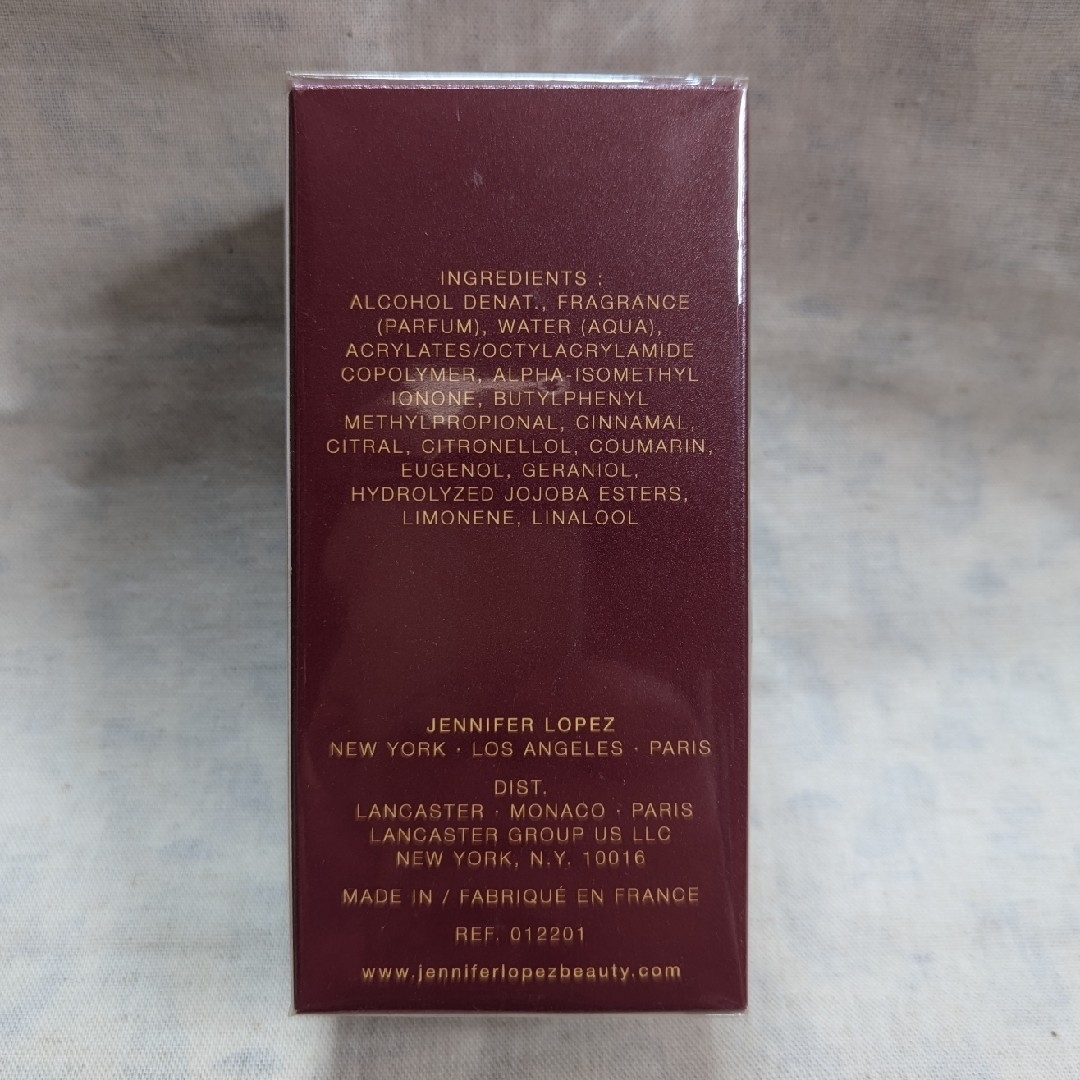 INGREDIENTS :
ALCOHOL DENAT., FRAGRANCE
(PARFUM), WATER (AQUA),
ACRYLATES/OCTYLACRYLAMIDE
COPOLYMER, ALPHA-ISOMETHYL
IONONE, BUTYLPHENYL
METHYLPROPIONAL, CINNAMAL,
CITRAL, CITRONELLOL, COUMARIN,
EUGENOL, GERANIOL,
HYDROLYZED JOJOBA ESTERS,
LIMONENE, LINALOOL
JENNIFER LOPEZ
NEW YORK · LOS ANGELES · PARIS
DIST.
LANCASTER · MONACO · PARIS
LANCASTER GROUP US LLC
NEW YORK, N.Y. 10016
MADE IN / FABRIQUÉ EN FRANCE
REF. 012201
www.jenniferlopezbeauty.com